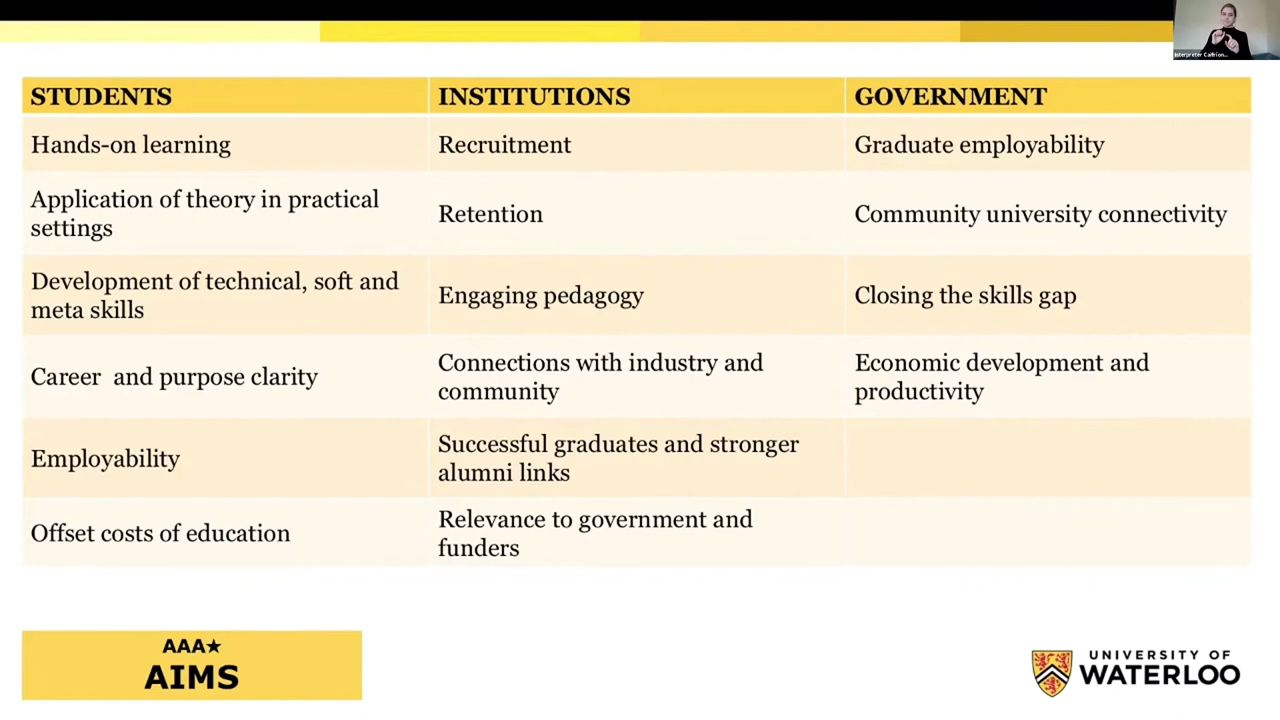 Interpreter Caitrion...
STUDENTS
INSTITUTIONS
GOVERNMENT
Hands-on learning
Recruitment
Graduate employability
Application of theory in practical
settings
Retention
Community university connectivity
Development of technical, soft and
meta skills
Engaging pedagogy
Closing the skills gap
Career and purpose clarity
Connections with industry and
community
Economic development and
productivity
Employability
Successful graduates and stronger
alumni links
Offset costs of education
Relevance to government and
funders
AAA★
AIMS
UNIVERSITY OF
WATERLOO